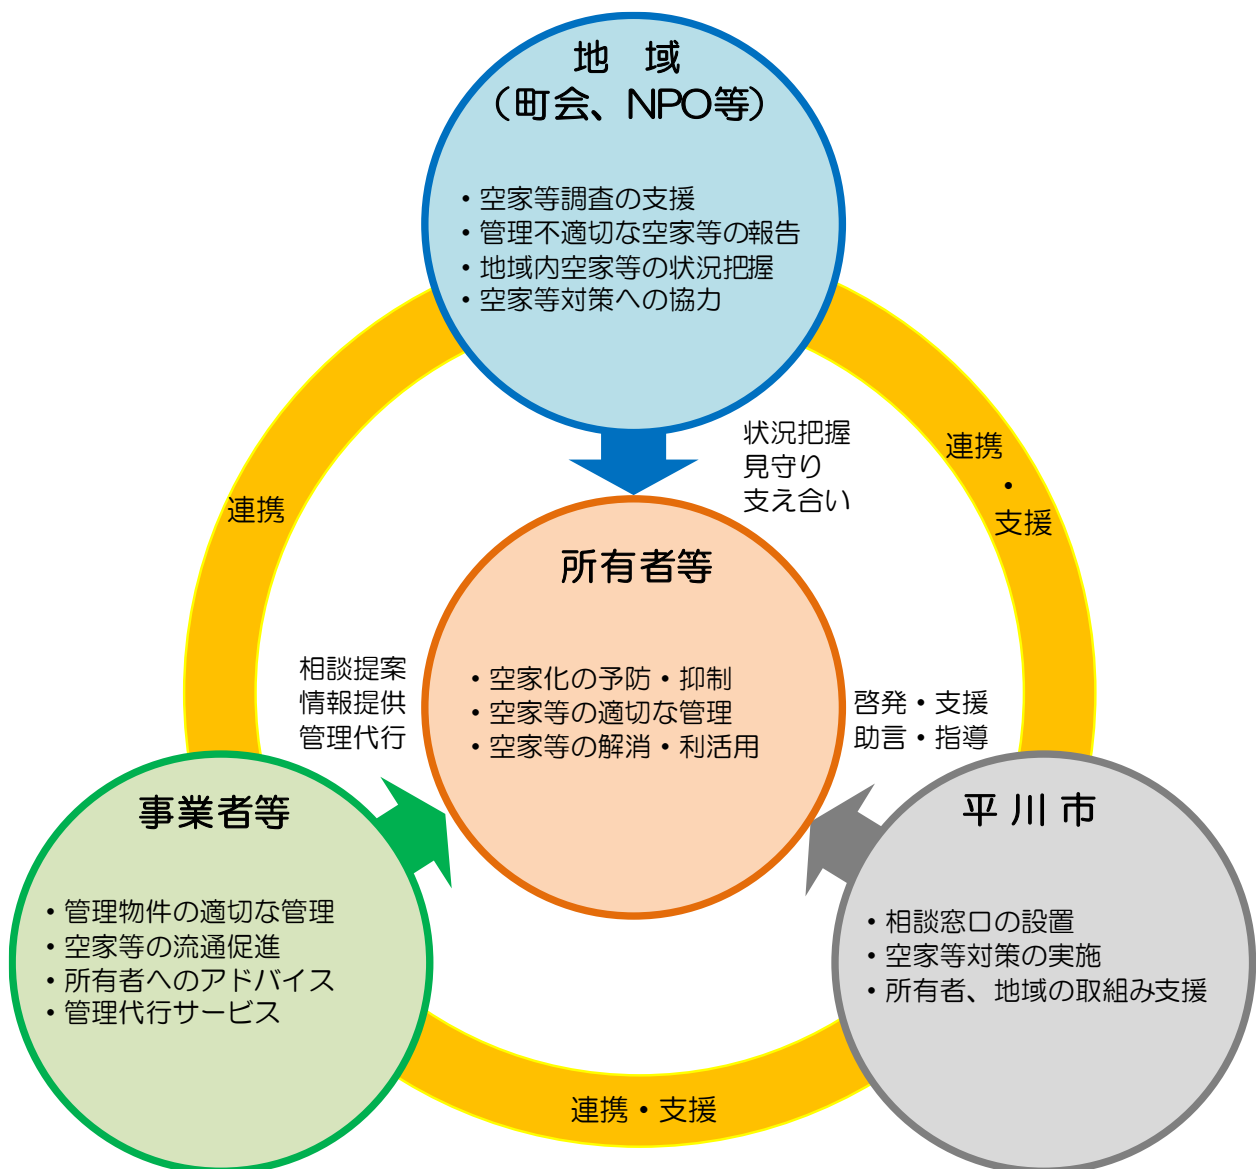 地　域
（町会、NPO等）
・空家等調査の支援
・管理不適切な空家等の報告
・地域内空家等の状況把握
・空家等対策への協力
状況把握
見守り
支え合い
連携
・
支援
連携
所有者等
・空家化の予防・抑制
・空家等の適切な管理
・空家等の解消・利活用
相談提案
情報提供
管理代行
啓発・支援
助言・指導
事業者等
・管理物件の適切な管理
・空家等の流通促進
・所有者へのアドバイス
・管理代行サービス
平 川 市
・相談窓口の設置
・空家等対策の実施
・所有者、地域の取組み支援
連携・支援